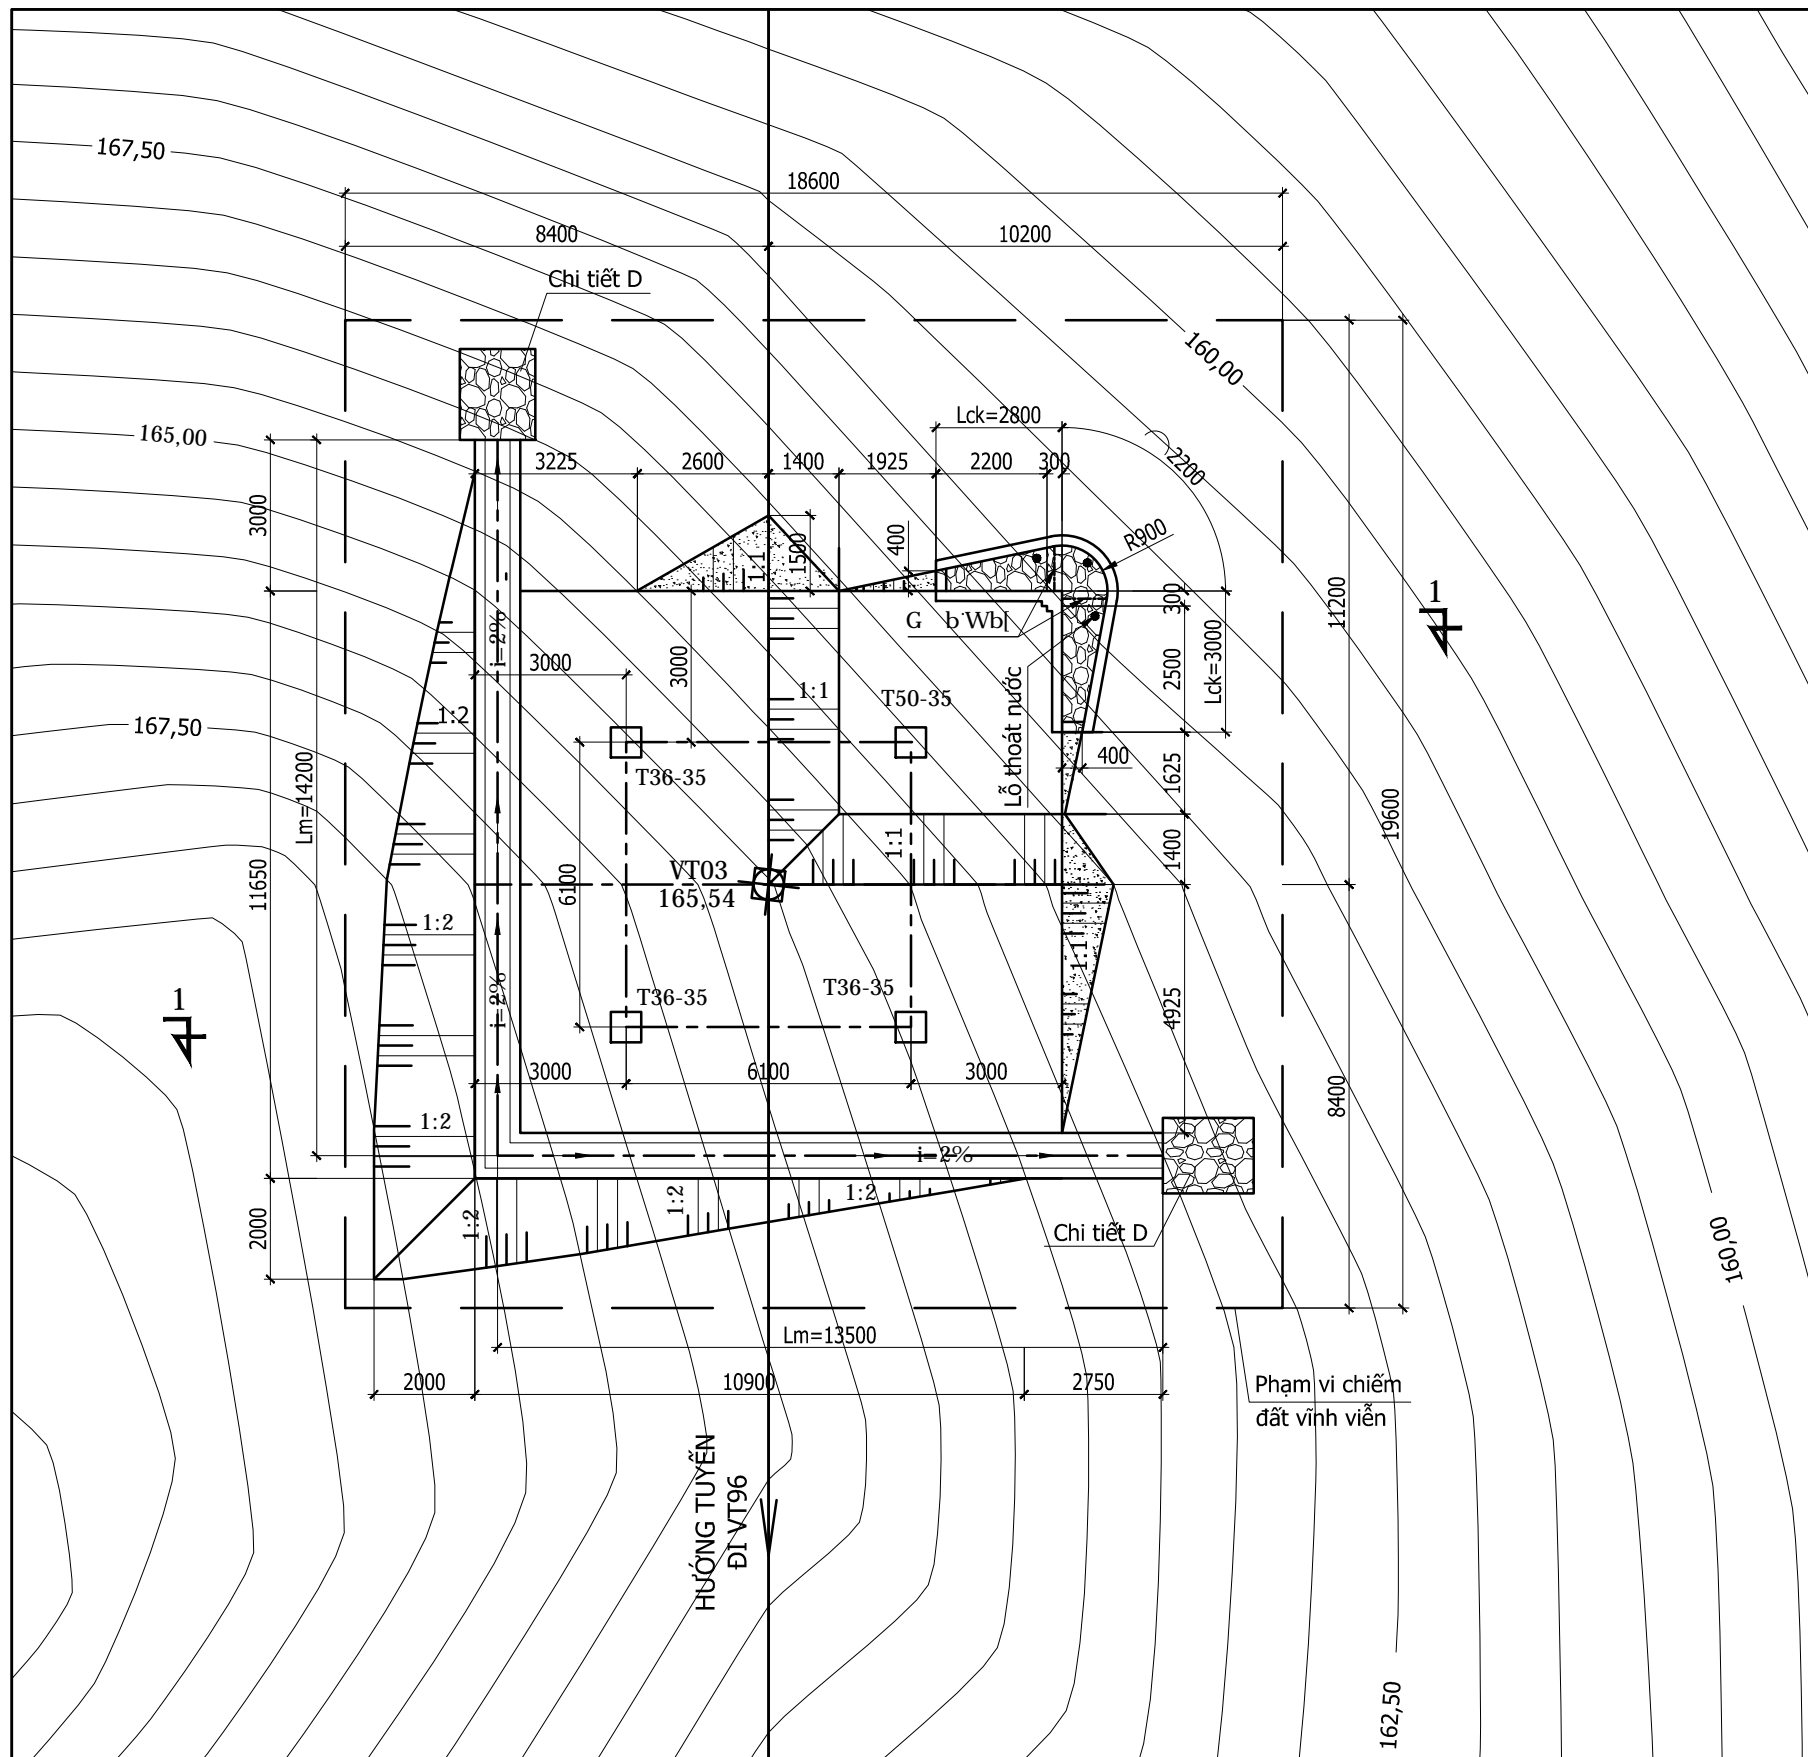 167,50
18600
8400
10200
Chi tiết D
160,00
Lck=2800
165,00
3225
2600
1400
1925
2200
300
2200
3000
1:1
1500
400
R900
300
11200
1
G b˙Wb[
i=2%
3000
3000
2500
Lck=3000
1:1
T50-35
Lỗ thoát nước
167,50
1:2
T36-35
400
1625
Lm=14200
19600
1:1
1400
VT03
165,54
6100
11650
1:2
1:1
1
i=2%
T36-35
T36-35
4925
3000
6100
3000
8400
1:2
i=2%
1:2
1:2
1:2
2000
Chi tiết D
160,00
Lm=13500
2000
10900
2750
Phạm vi chiếm
đất vĩnh viễn
HƯỚNG TUYẾN
ĐI VT96
162,50